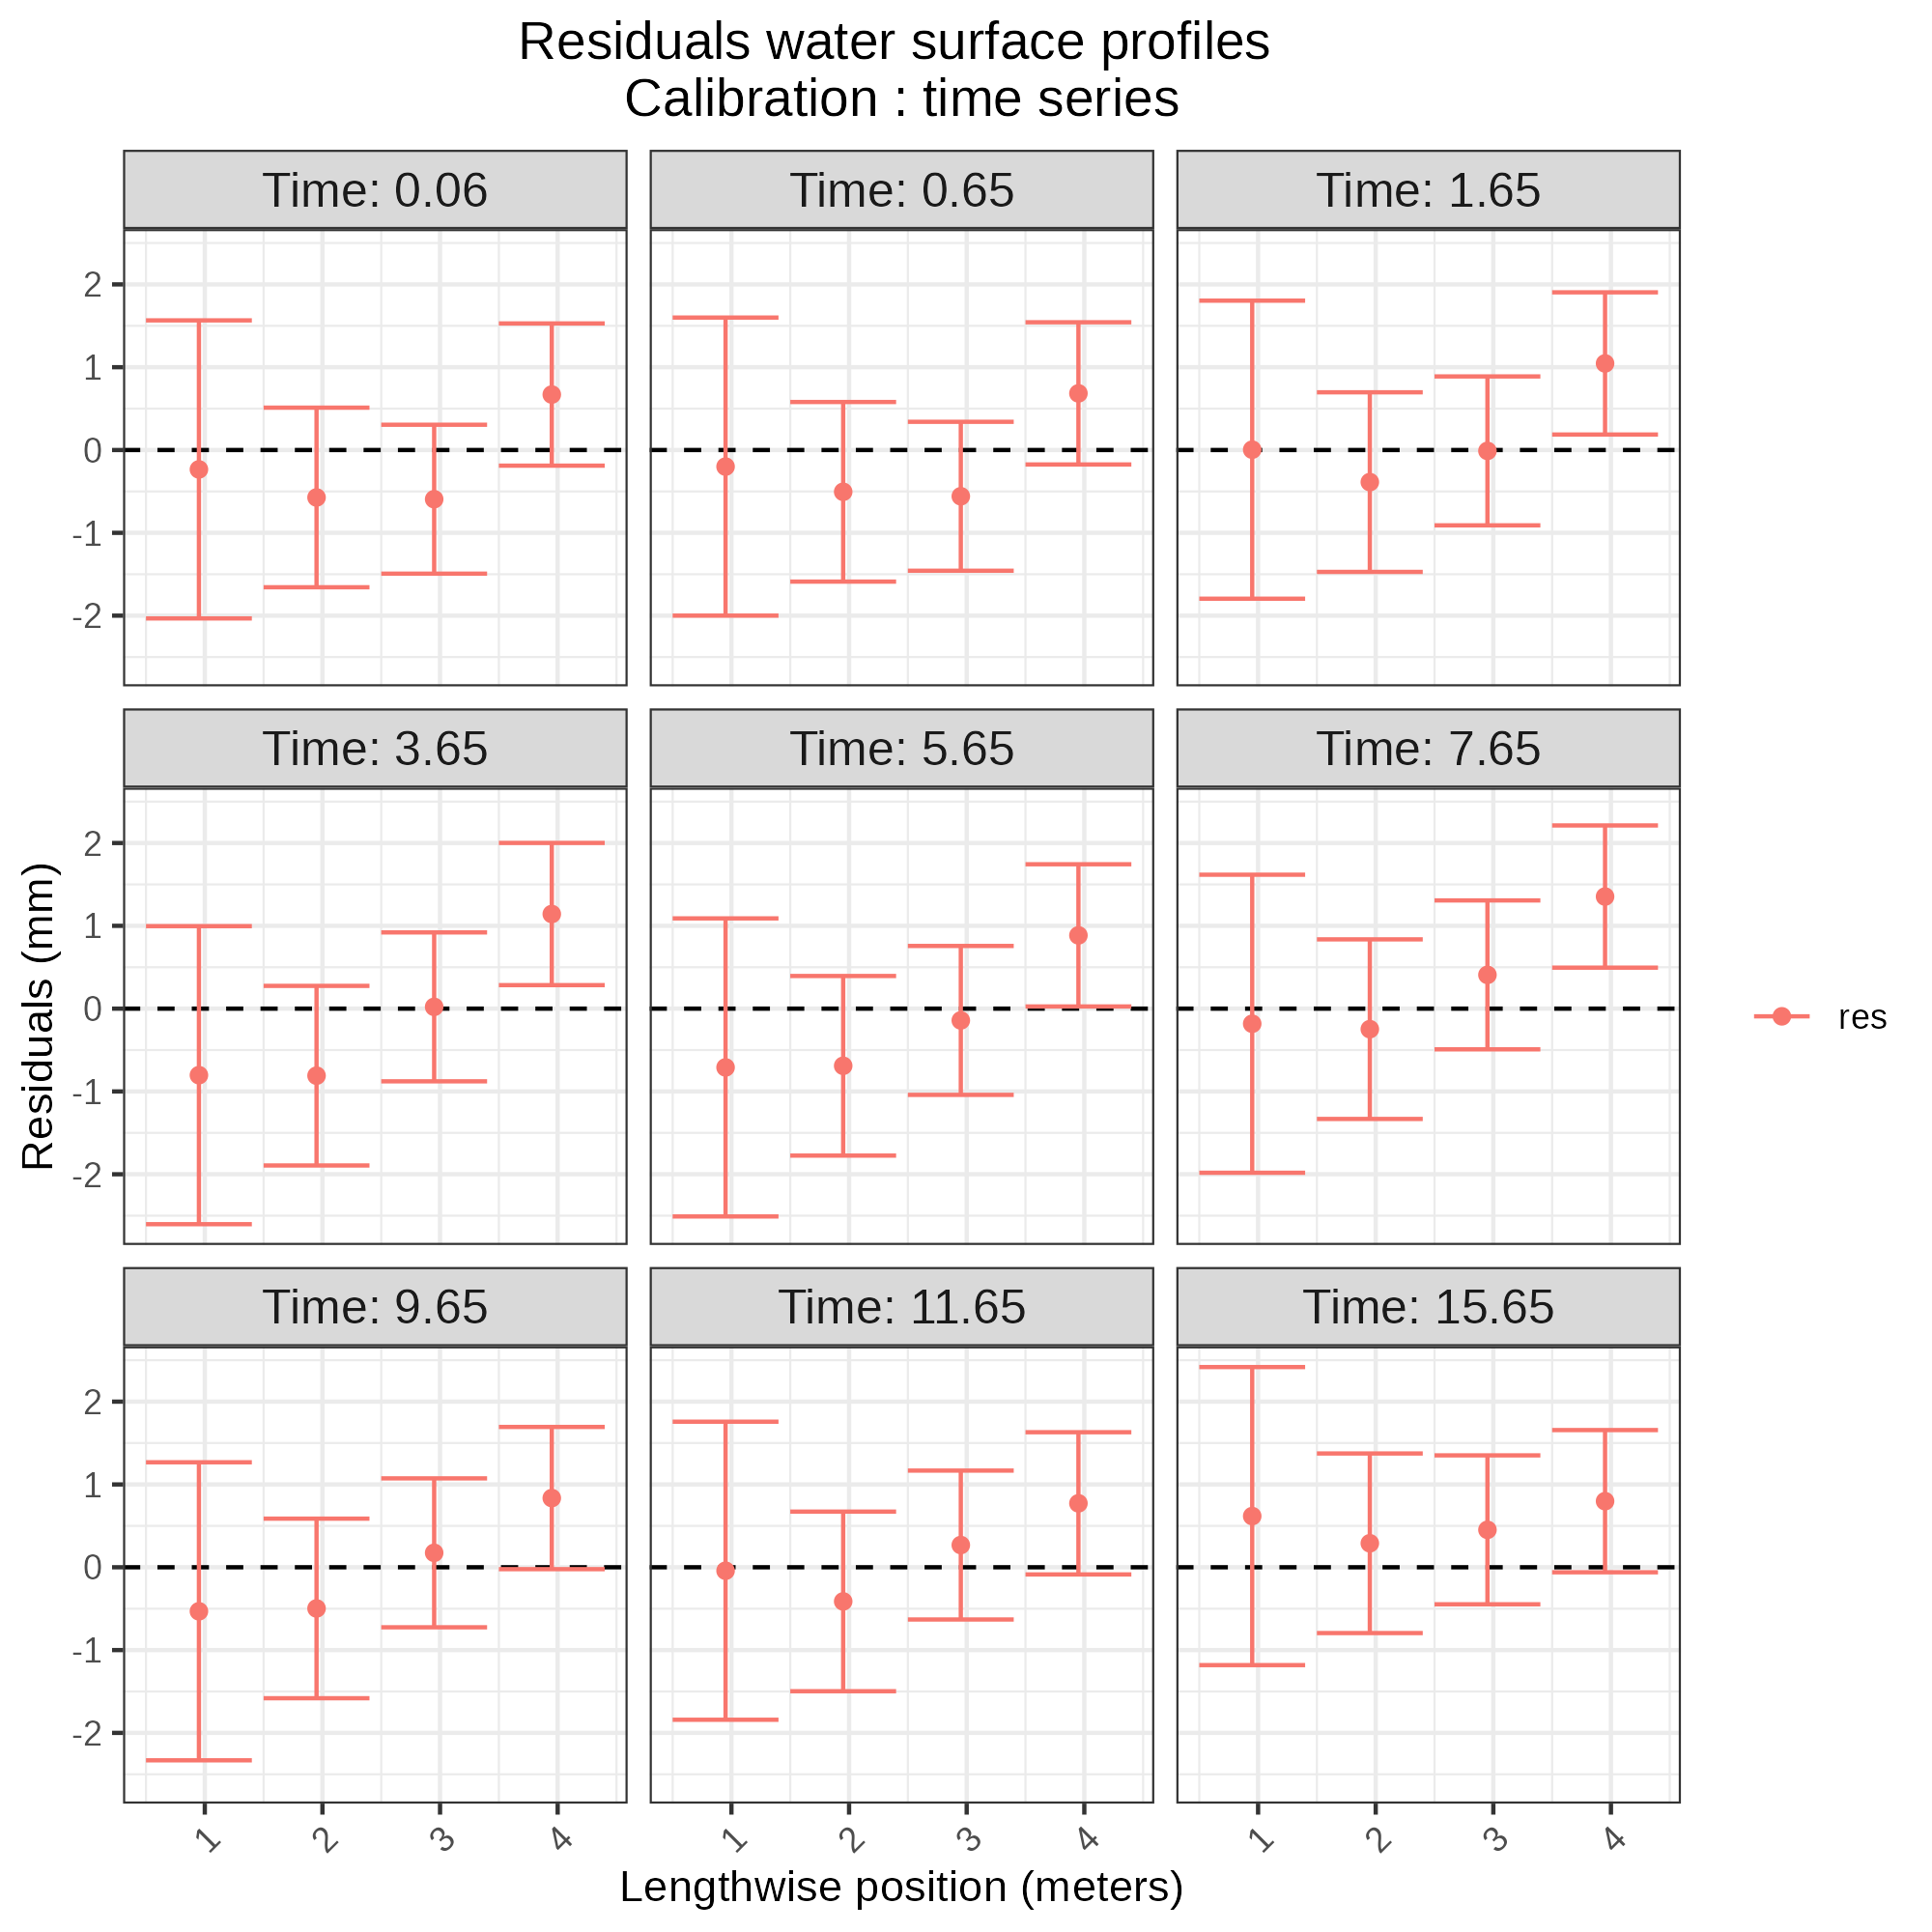 Residuals water surface profiles
Calibration : time series
Time: 0.06
Time: 0.65
Time: 1.65
2
1
0
-1
-2
Time: 3.65
Time: 5.65
Time: 7.65
2
1
0
-1
-2
Residuals (mm)
res
Time: 9.65
Time: 11.65
Time: 15.65
2
1
0
-1
-2
1 2 3 4
1 2 3 4
1 2 3 4
Lengthwise position (meters)